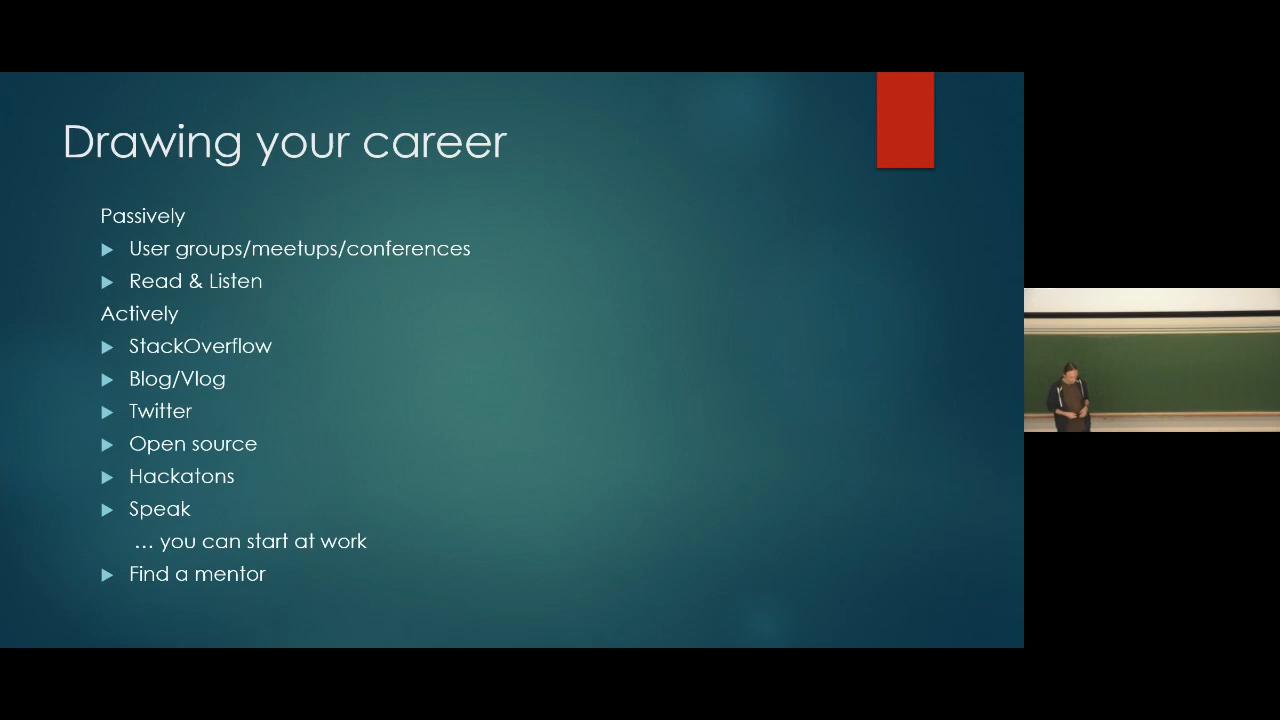 Drawing your career
Passively
User groups/meetups/conferences
Read & Listen
Actively
StackOverflow
Blog/Vlog
Twitter
Open source
Hackatons
Speak
... you can start at work
Find a mentor